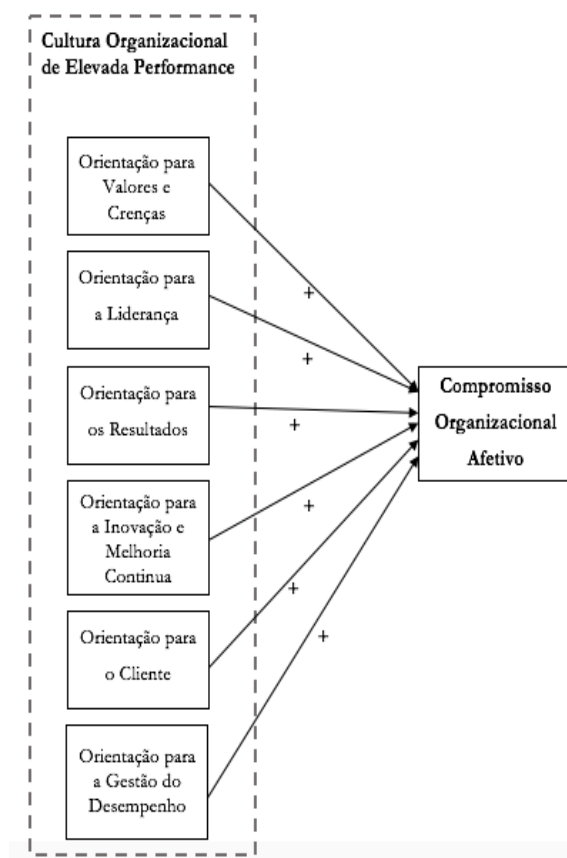 Cultura Organizacional
de Elevada Performance
Orientação para
Valores e
Crenças
Orientação para
a Liderança
Orientação para
os Resultados
Orientação para
a Inovação e
Melhoria
Continua
Orientação para
o Cliente
Orientação para
a Gestão do
Desempenho
+
+
+
+
+
+
Compromisso
Organizacional
Afetivo